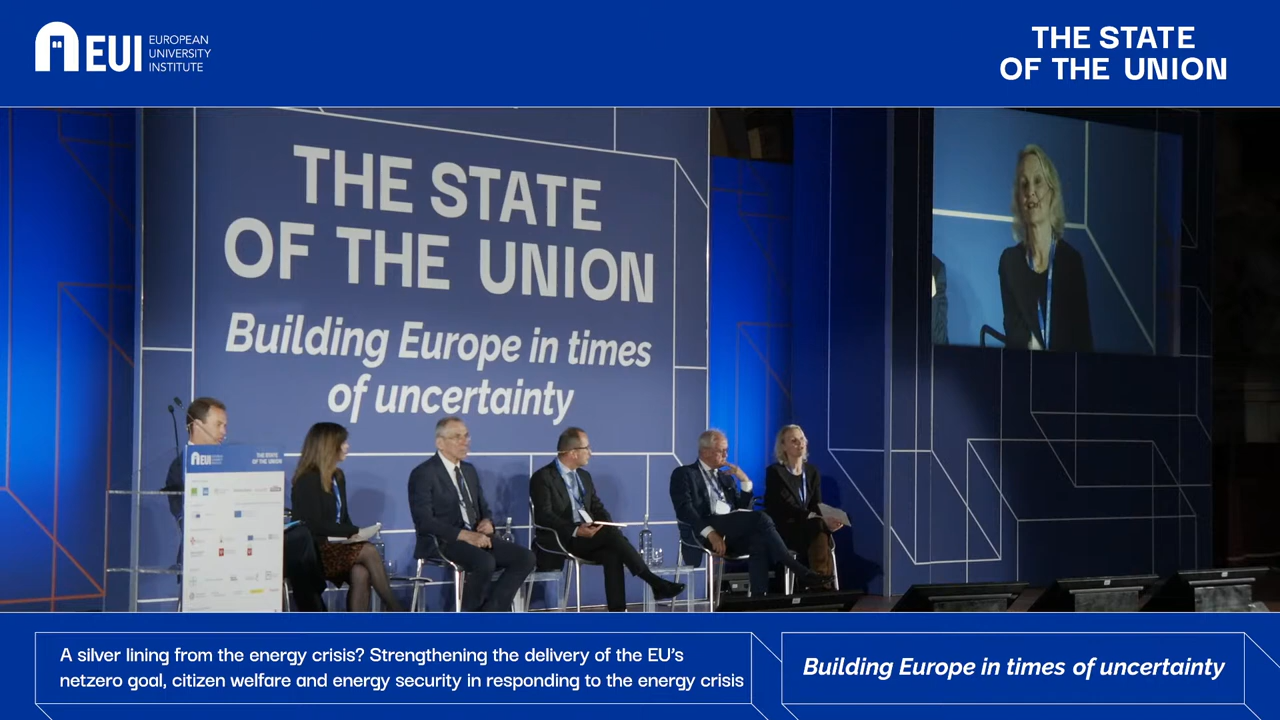 EUI
EUROPEAN
UNIVERSITY
INSTITUTE
THE STATE
OF THE UNION
THE STATE
OF THE UNION
Building Europe in times
of uncertainty
EUI
THE STATE
OF THE UNION
A silver lining from the energy crisis? Strengthening the delivery of the EU's
netzero goal, citizen welfare and energy security in responding to the energy crisis
Building Europe in times of uncertainty